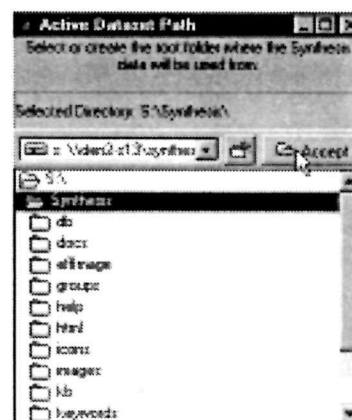 Active Dataset Path
Select or create the root folder where the Synthesis
data will be used from.
Selected Directory: S:\Synthesis\
Accept
S:\
Synthesis
db
docs
groups
help
html
icons
images
kb
keywords